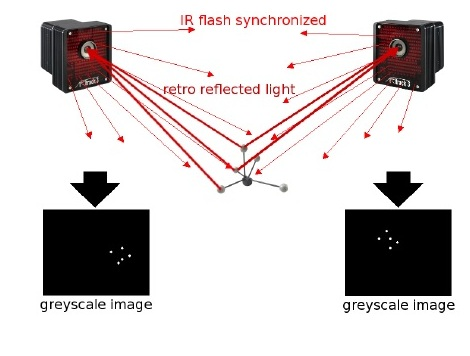 IR flash synchronized
retro reflected light
greyscale image
greyscale image